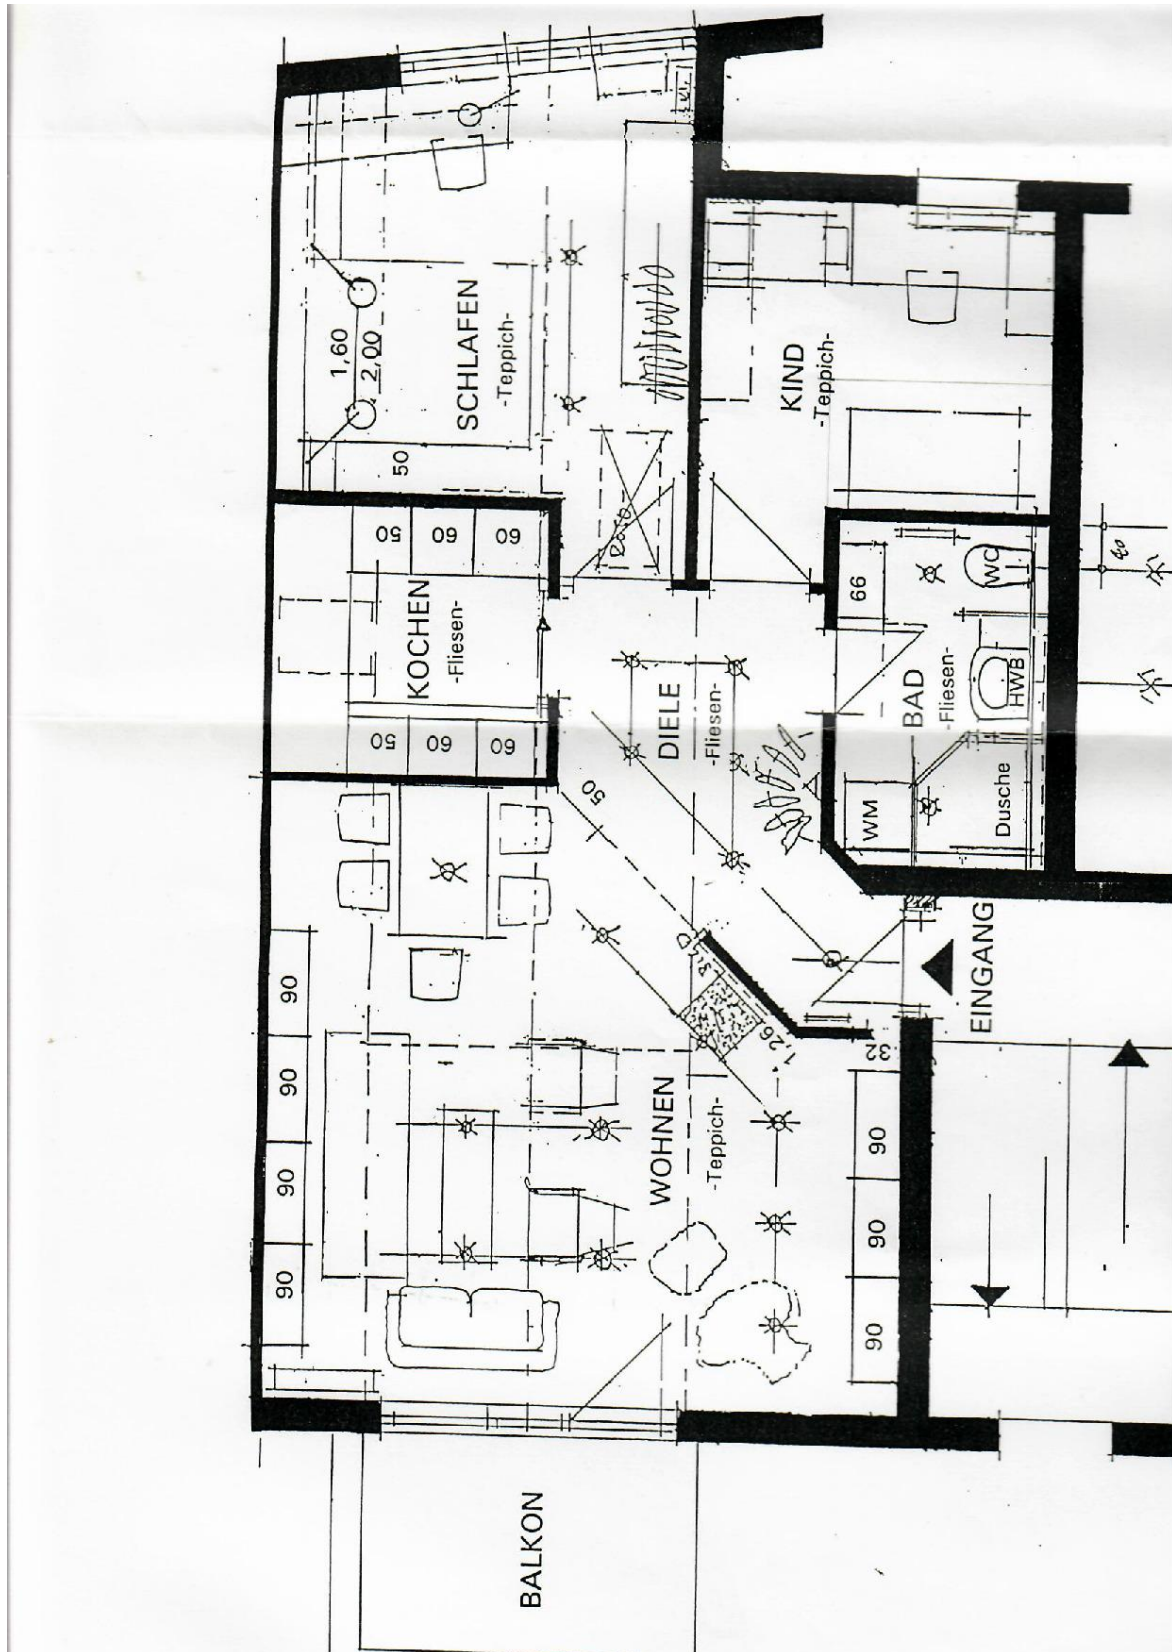 SCHLAFEN
-Teppich-
1,60
2,00
50
KIND
-Teppich-
KOCHEN
-Fliesen-
50
60
60
50
60
60
DIELE
-Fliesen-
50
BAD
-Fliesen-
66
WC
HWB
WM
Dusche
EINGANG
WOHNEN
-Teppich-
1,26
32
90
90
90
90
90
90
90
BALKON